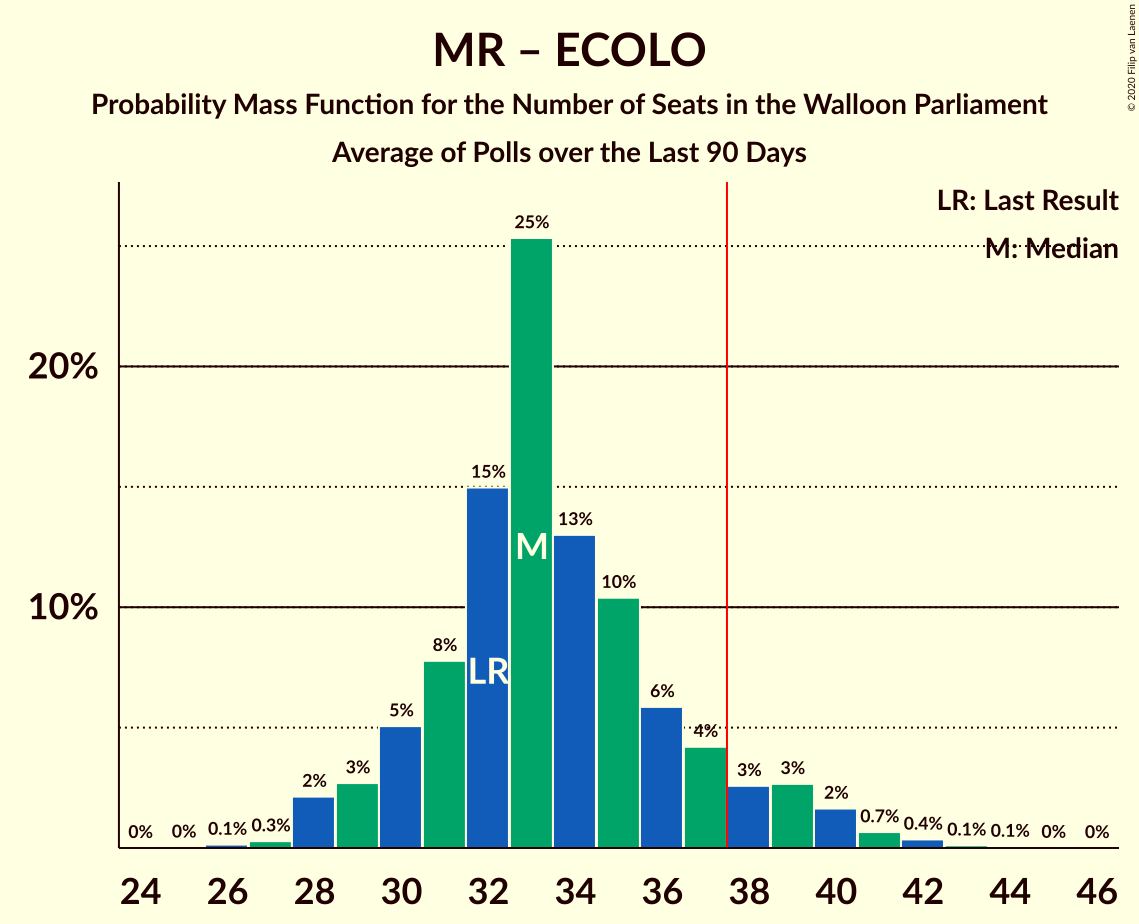 MR – ECOLO
Probability Mass Function for the Number of Seats in the Walloon Parliament
Average of Polls over the Last 90 Days
© 2020 Filip van Laenen
LR: Last Result
M: Median
20%
10%
0%
0%
0.1%
0.3%
2%
3%
5%
8%
15%
25%
13%
10%
6%
4%
3%
3%
2%
0.7%
0.4%
0.1%
0.1%
0%
0%
LR
M
24 26 28 30 32 34 36 38 40 42 44 46